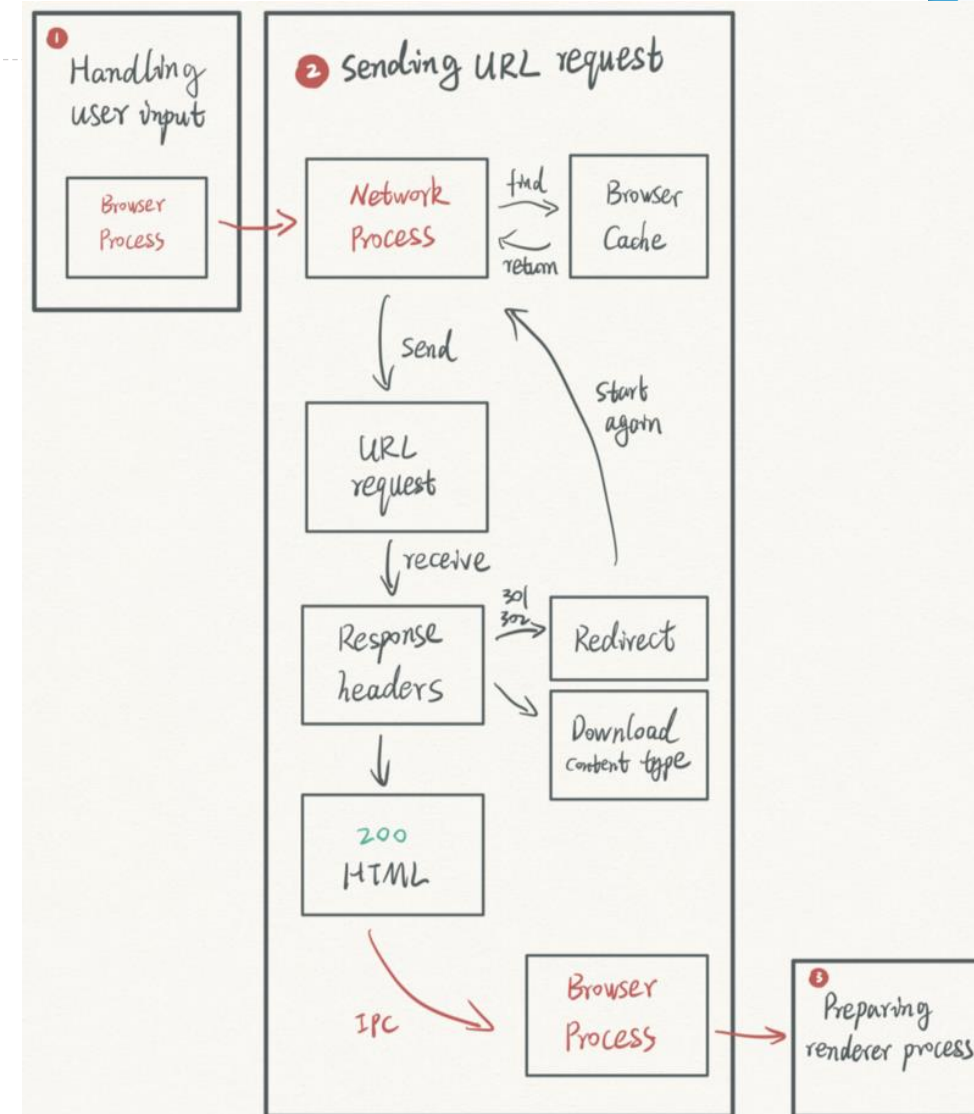 1
Handling
user input
Browser
Process
2 Sending URL request
Network
Process
find
return
Browser
Cache
send
start
again
URL
request
receive
Response
headers
301
302
Redirect
Download
content type
200
HTML
IPC
Browser
Process
3
Preparing
renderer process